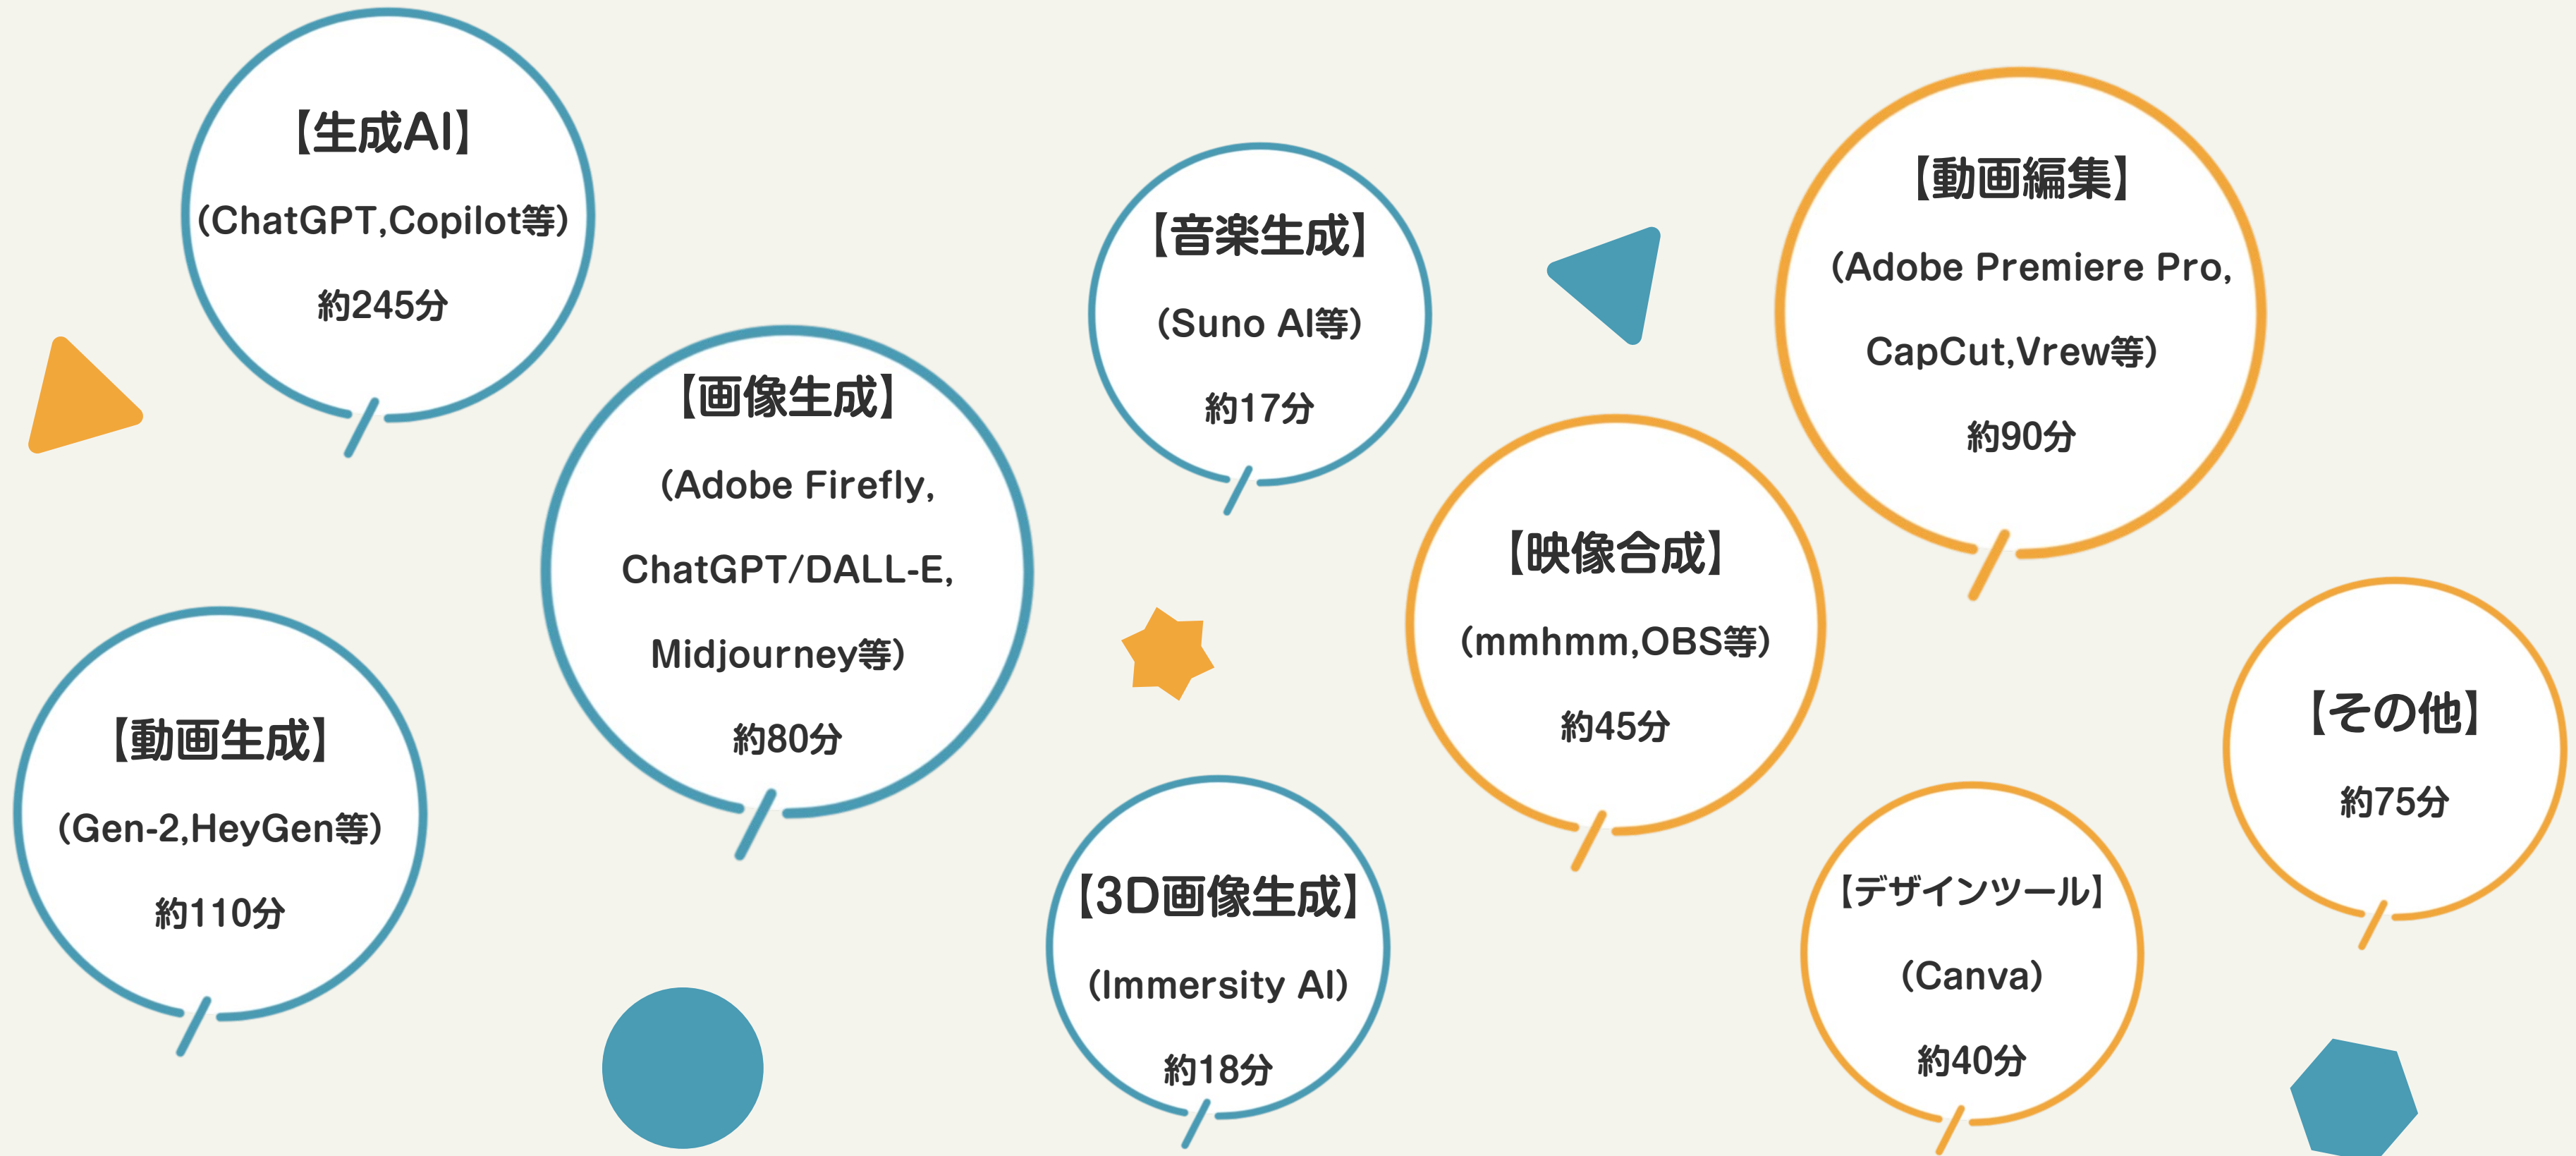 【生成AI】
(ChatGPT,Copilot等)
約245分
【画像生成】
(Adobe Firefly,
ChatGPT/DALL-E,
Midjourney等)
約80分
【動画生成】
(Gen-2,HeyGen等)
約110分
【音楽生成】
(Suno AI等)
約17分
【3D画像生成】
(Immersity AI)
約18分
【動画編集】
(Adobe Premiere Pro,
CapCut,Vrew等)
約90分
【映像合成】
(mmhmm,OBS等)
約45分
【デザインツール】
(Canva)
約40分
【その他】
約75分